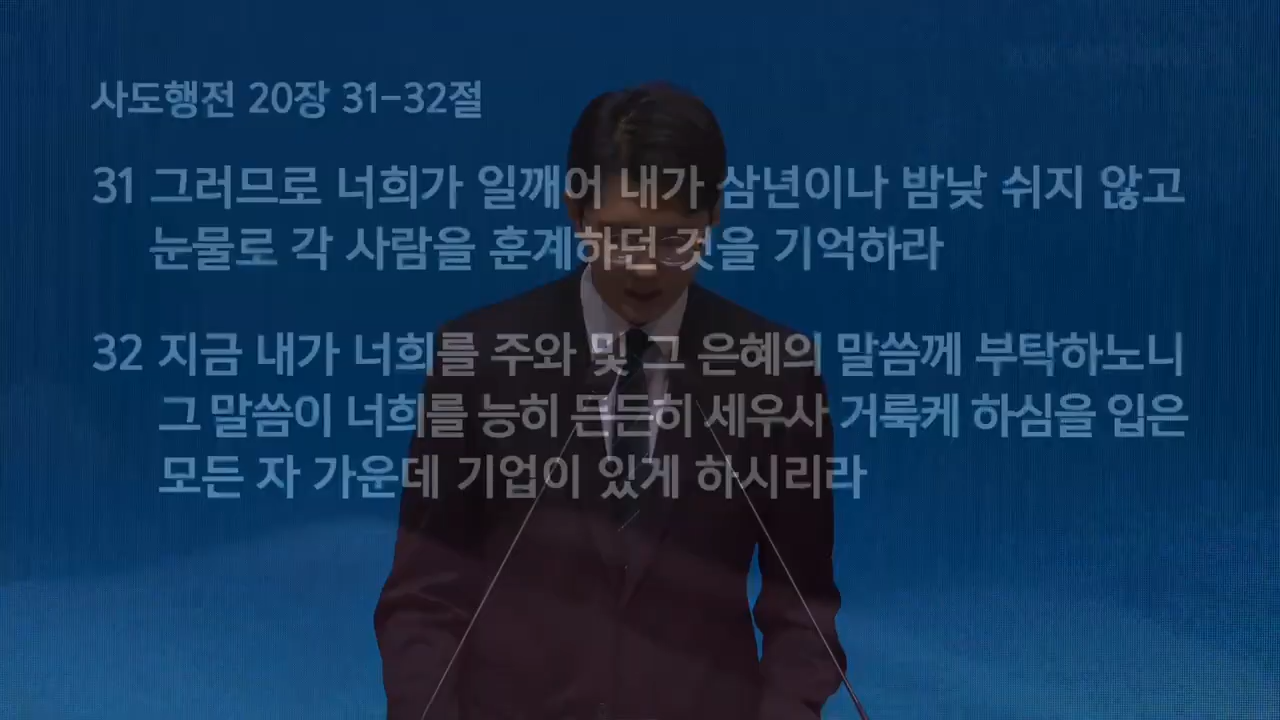 사도행전 20장 31-32절
31 그러므로 너희가 일깨어 내가 삼년이나 밤낮 쉬지 않고
눈물로 각 사람을 훈계하던 것을 기억하라
32 지금 내가 너희를 주와 및 그 은혜의 말씀께 부탁하노니
그 말씀이 너희를 능히 든든히 세우사 거룩케 하심을 입은
모든 자 가운데 기업이 있게 하시리라